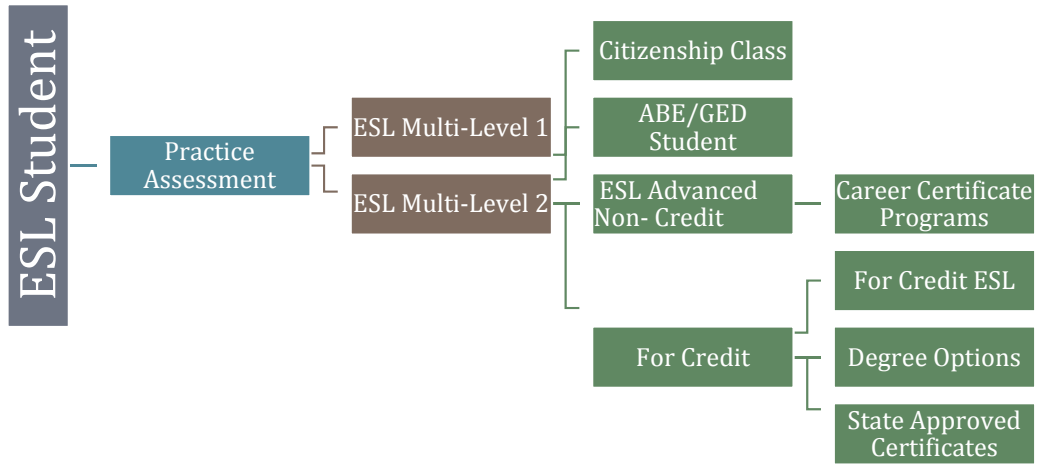 ESL Student
Practice
Assessment
ESL Multi-Level 1
ESL Multi-Level 2
Citizenship Class
ABE/GED
Student
ESL Advanced
Non- Credit
Career Certificate
Programs
For Credit
For Credit ESL
Degree Options
State Approved
Certificates